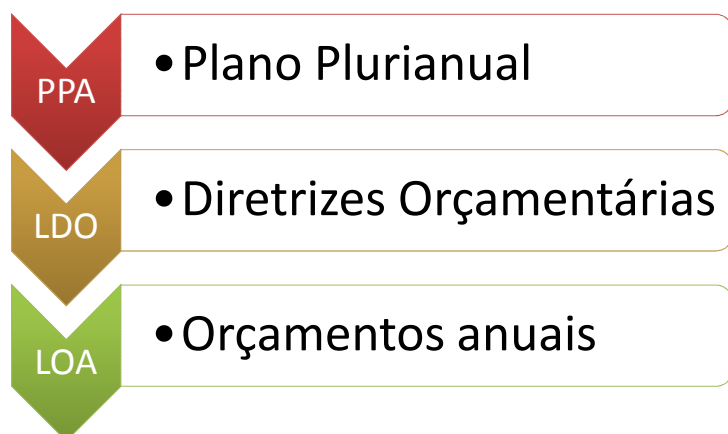 PPA
•Plano Plurianual
LDO
•Diretrizes Orçamentárias
LOA
•Orçamentos anuais